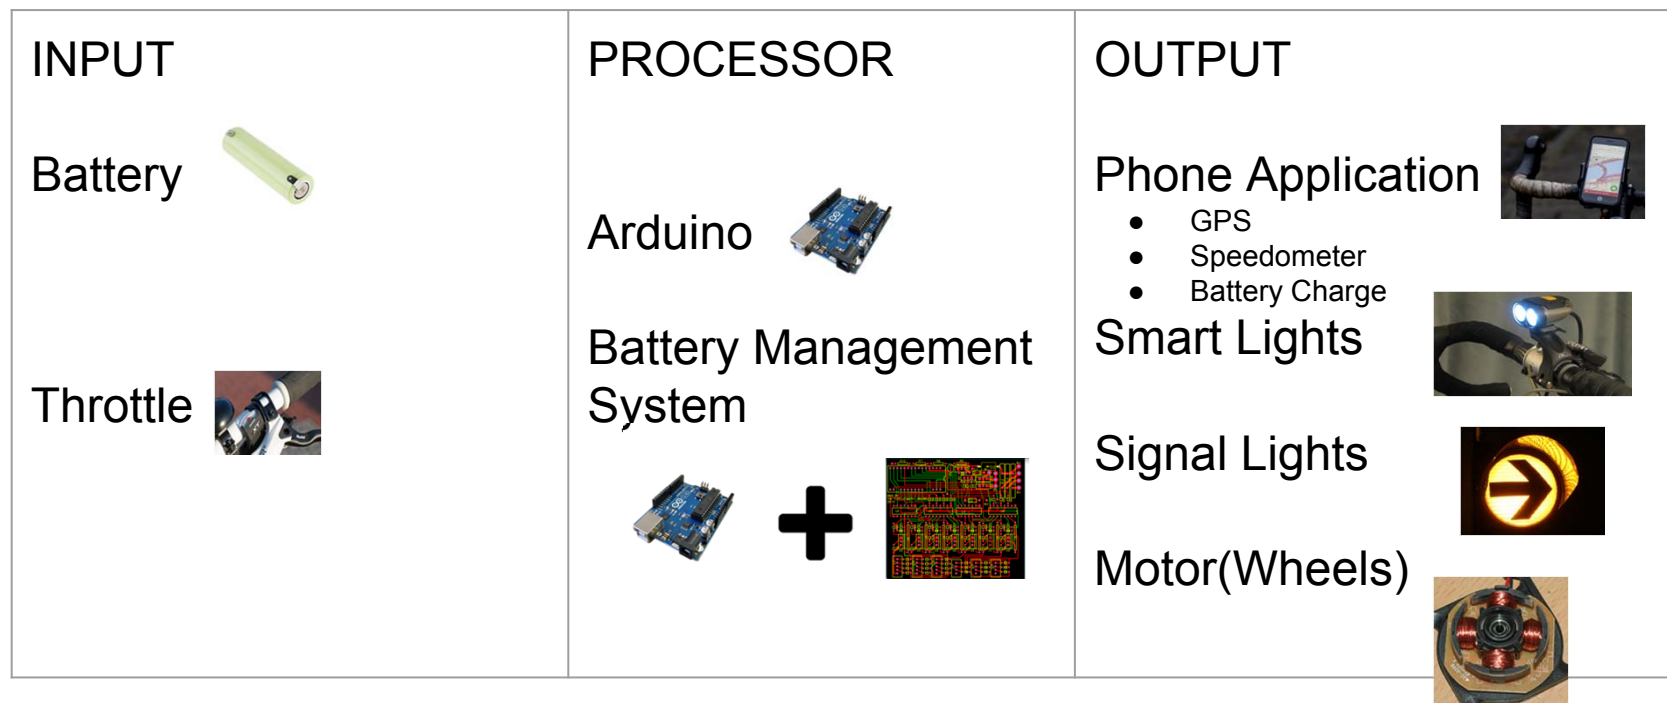 INPUT
Battery
Throttle
PROCESSOR
Arduino
Battery Management
System
OUTPUT
Phone Application
● GPS
● Speedometer
● Battery Charge
Smart Lights
Signal Lights
Motor(Wheels)